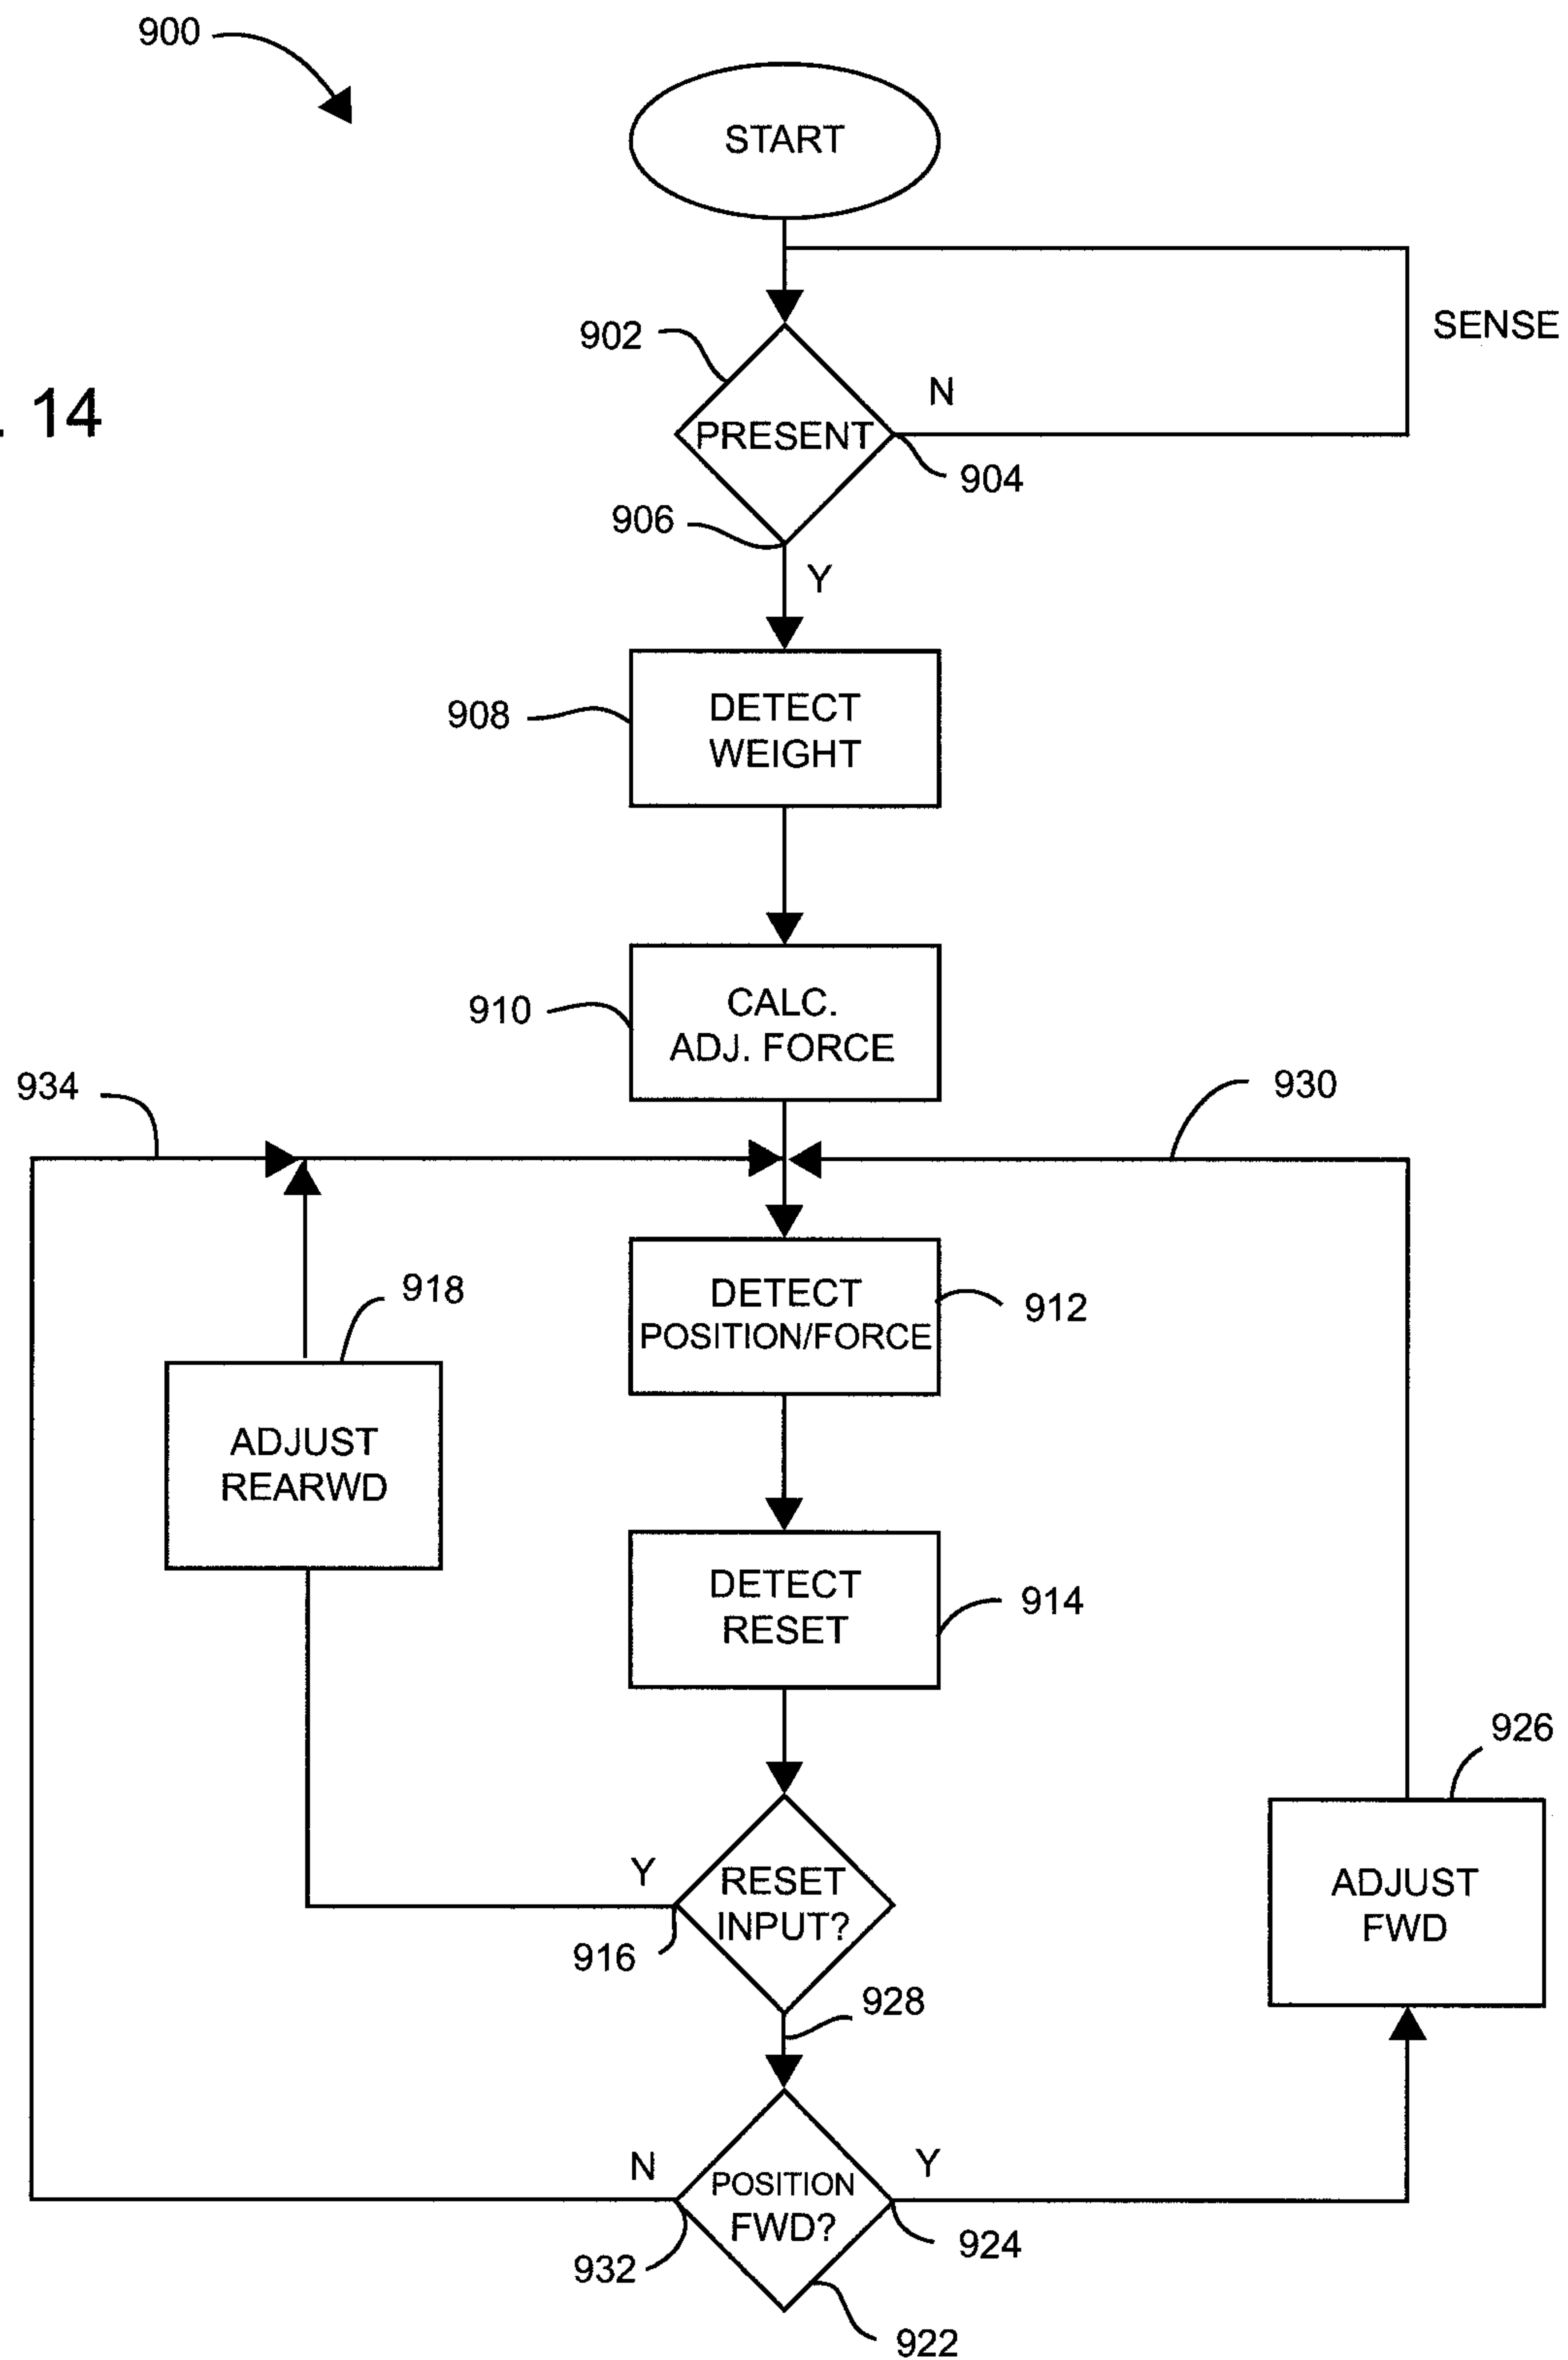 900
START
SENSE
902
N
. 14
PRESENT
904
906
Y
908
DETECT
WEIGHT
910
CALC.
ADJ. FORCE
934
930
918
DETECT
POSITION/FORCE
912
ADJUST
REARWD
DETECT
RESET
914
926
Y
RESET
INPUT?
ADJUST
FWD
916
928
N
POSITION
FWD?
Y
932
924
922